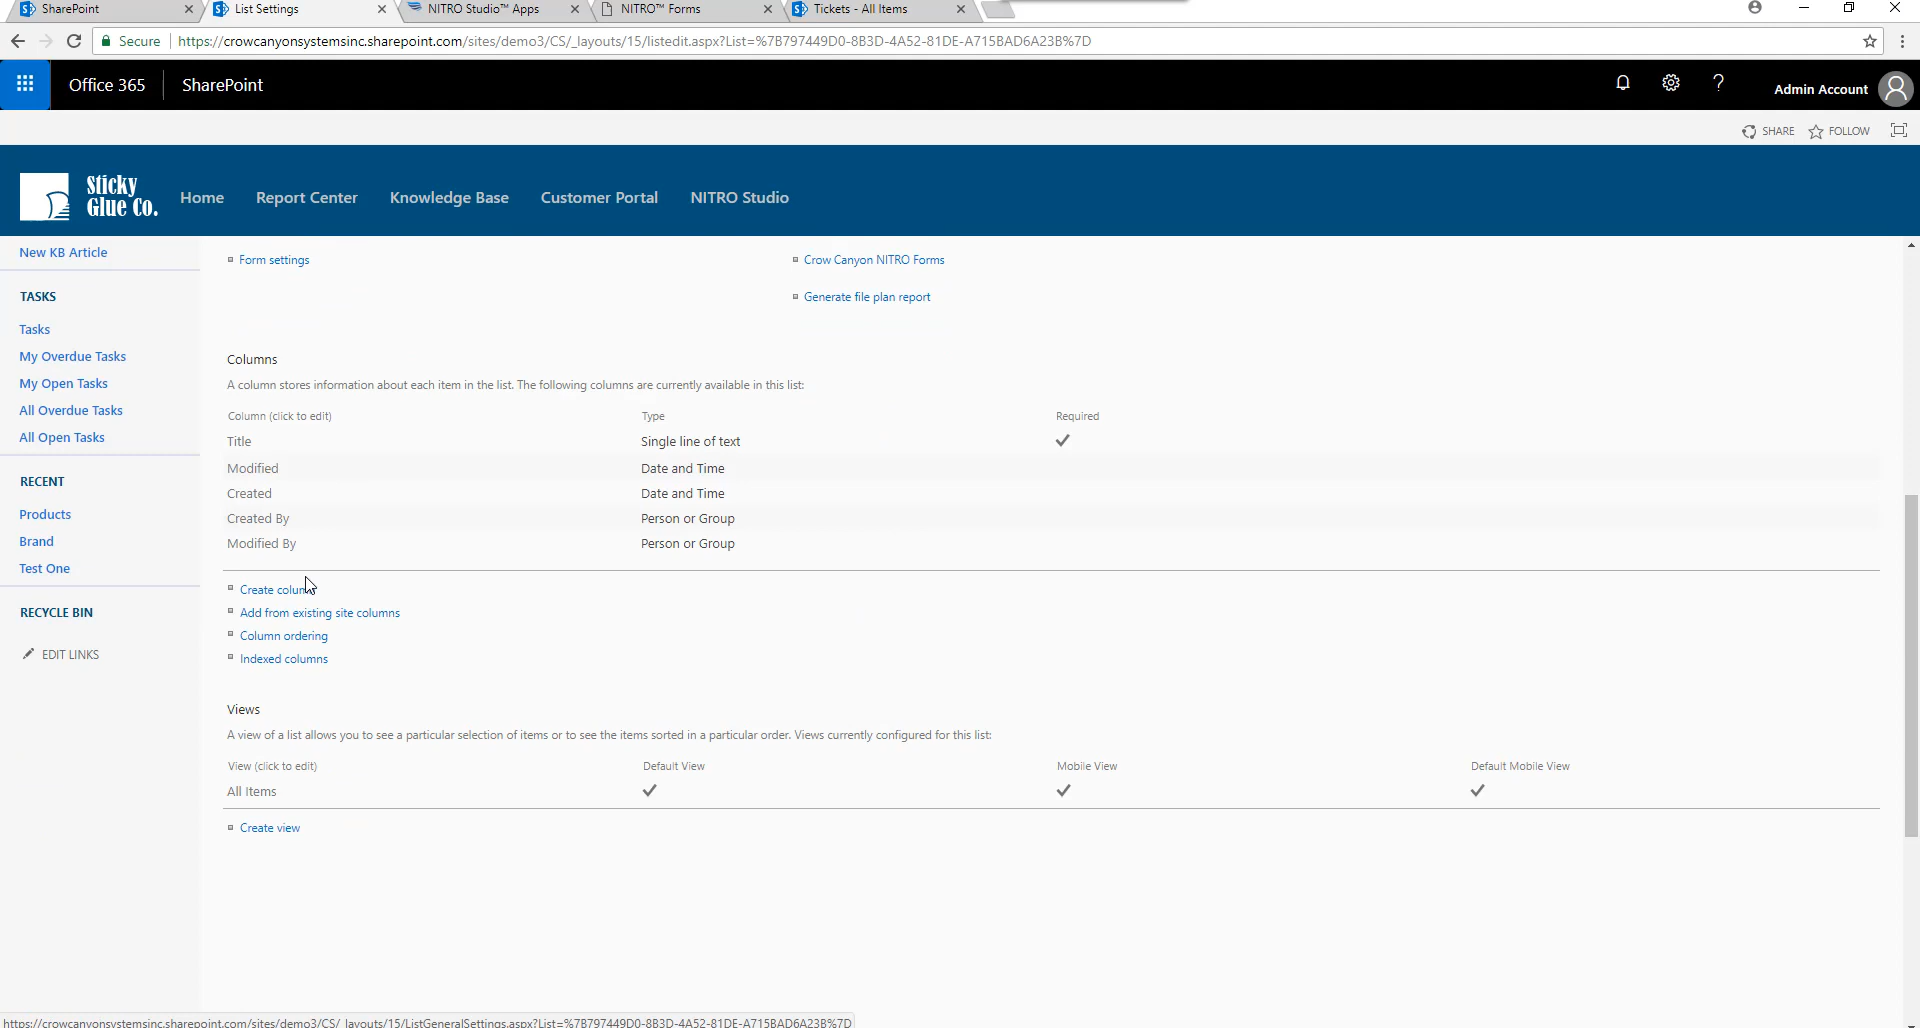 SharePoint
List Settings
NITRO Studio™ Apps
NITRO™ Forms
Tickets - All Items
Secure
https://crowcanyonsystemsinc.sharepoint.com/sites/demo3/CS/_layouts/15/listedit.aspx?List=%7B797449D0-8B3D-4A52-81DE-A715BAD6A23B%7D
Office 365
SharePoint
Admin Account
SHARE
FOLLOW
Sticky
Glue Co.
Home
Report Center
Knowledge Base
Customer Portal
NITRO Studio
New KB Article
TASKS
Tasks
My Overdue Tasks
My Open Tasks
All Overdue Tasks
All Open Tasks
RECENT
Products
Brand
Test One
RECYCLE BIN
EDIT LINKS
Form settings
Crow Canyon NITRO Forms
Generate file plan report
Columns
A column stores information about each item in the list. The following columns are currently available in this list:
Column (click to edit) Type Required
Title Single line of text
Modified Date and Time
Created Date and Time
Created By Person or Group
Modified By Person or Group
Create colum
Add from existing site columns
Column ordering
Indexed columns
Views
A view of a list allows you to see a particular selection of items or to see the items sorted in a particular order. Views currently configured for this list:
View (click to edit) Default View Mobile View Default Mobile View
All Items
Create view
https://crowcanyonsystemsinc.sharepoint.com/sites/demo3/CS/_layouts/15/ListGeneralSettings.aspx?List=%7B797449D0-8B3D-4A52-81DE-A715BAD6A23B%7D